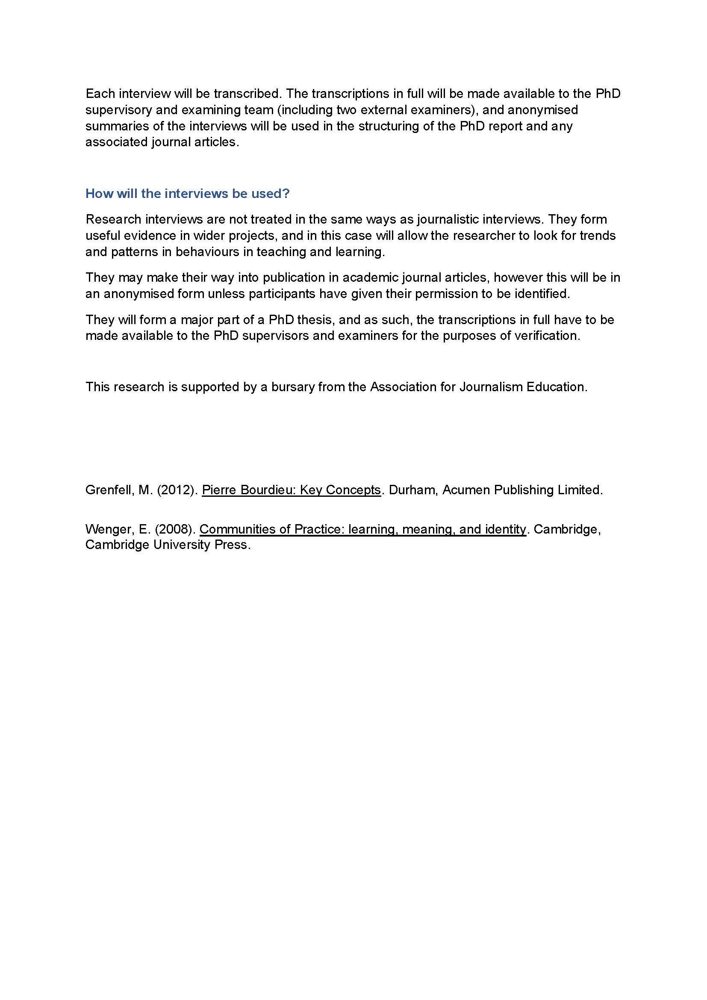 Each interview will be transcribed. The transcriptions in full will be made available to the PhD
supervisory and examining team (including two external examiners), and anonymised
summaries of the interviews will be used in the structuring of the PhD report and any
associated journal articles.
How will the interviews be used?
Research interviews are not treated in the same ways as journalistic interviews. They form
useful evidence in wider projects, and in this case will allow the researcher to look for trends
and patterns in behaviours in teaching and learning.
They may make their way into publication in academic journal articles, however this will be in
an anonymised form unless participants have given their permission to be identified.
They will form a major part of a PhD thesis, and as such, the transcriptions in full have to be
made available to the PhD supervisors and examiners for the purposes of verification.
This research is supported by a bursary from the Association for Journalism Education.
Grenfell, M. (2012). Pierre Bourdieu: Key Concepts. Durham, Acumen Publishing Limited.
Wenger, E. (2008). Communities of Practice: learning, meaning, and identity. Cambridge,
Cambridge University Press.